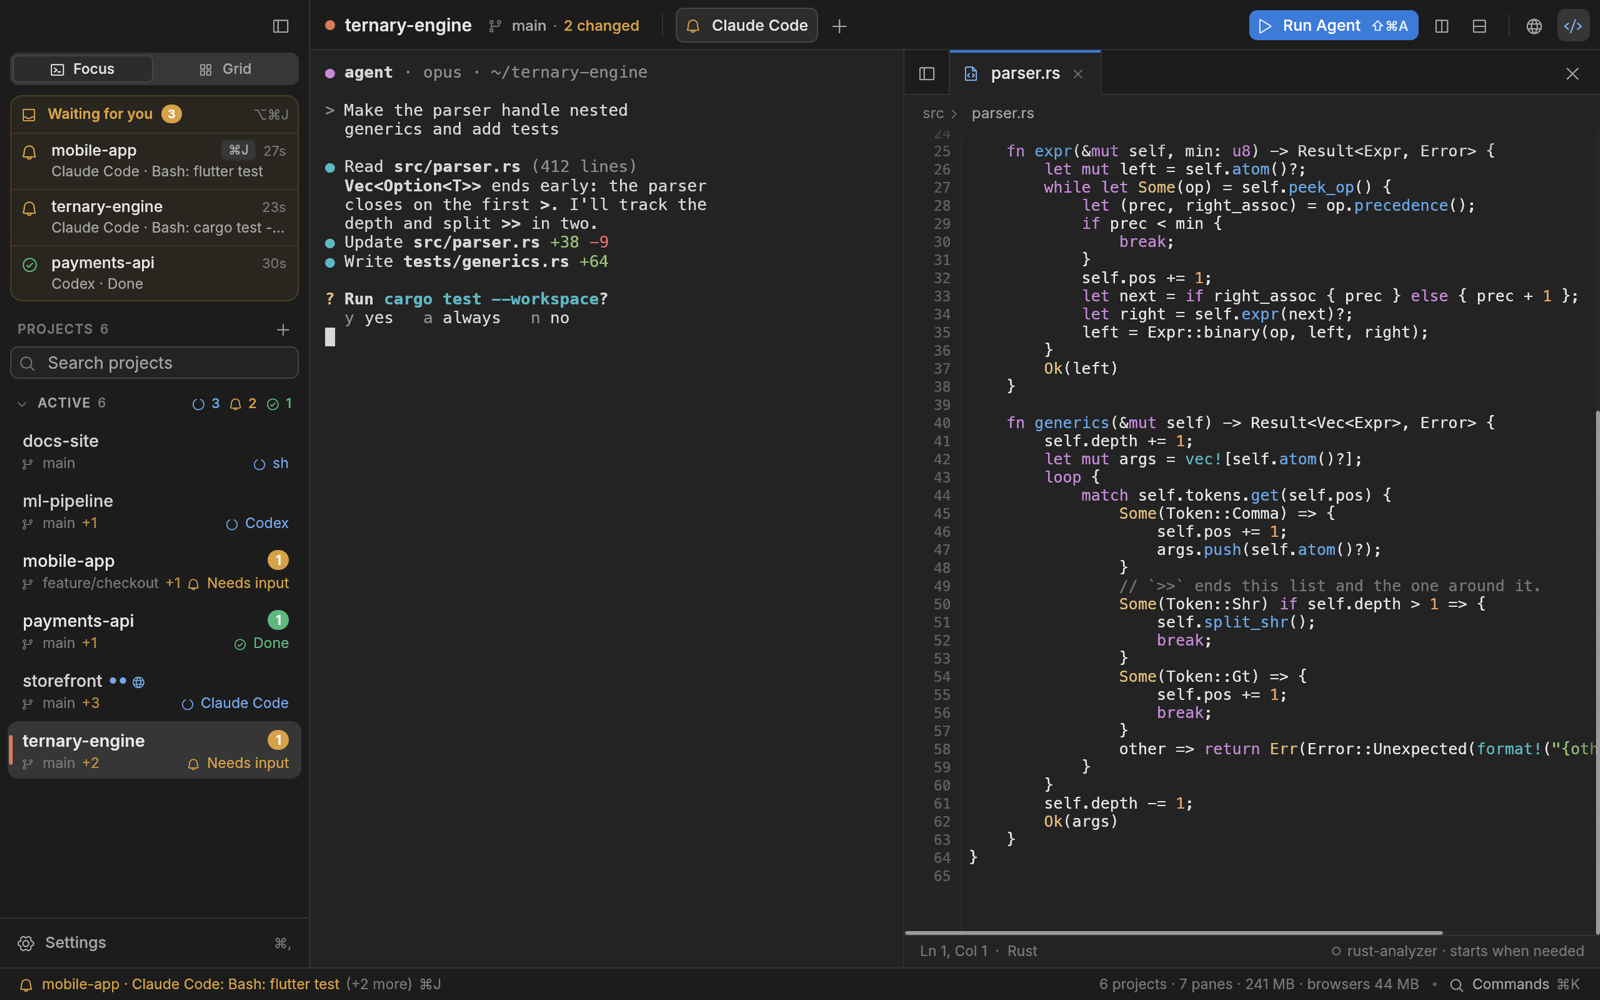 Focus
Grid
Waiting for you 3 ⌥⌘J
mobile-app ⌘J 27s
Claude Code · Bash: flutter test
ternary-engine 23s
Claude Code · Bash: cargo test -...
payments-api 30s
Codex · Done
PROJECTS 6
Search projects
ACTIVE 6 3 2 1
docs-site
main sh
ml-pipeline
main +1 Codex
mobile-app 1
feature/checkout +1 Needs input
payments-api 1
main +1 Done
storefront
main +3 Claude Code
ternary-engine 1
main +2 Needs input
Settings ⌘,
ternary-engine main · 2 changed Claude Code
Run Agent ⇧⌘A
agent · opus · ~/ternary-engine
> Make the parser handle nested
generics and add tests
Read src/parser.rs (412 lines)
Vec<Option<T>> ends early: the parser
closes on the first >. I'll track the
depth and split >> in two.
Update src/parser.rs +38 −9
Write tests/generics.rs +64
? Run cargo test --workspace?
y yes a always n no
parser.rs
src > parser.rs
24
25 fn expr(&mut self, min: u8) -> Result<Expr, Error> {
26 let mut left = self.atom()?;
27 while let Some(op) = self.peek_op() {
28 let (prec, right_assoc) = op.precedence();
29 if prec < min {
30 break;
31 }
32 self.pos += 1;
33 let next = if right_assoc { prec } else { prec + 1 };
34 let right = self.expr(next)?;
35 left = Expr::binary(op, left, right);
36 }
37 Ok(left)
38 }
39
40 fn generics(&mut self) -> Result<Vec<Expr>, Error> {
41 self.depth += 1;
42 let mut args = vec![self.atom()?];
43 loop {
44 match self.tokens.get(self.pos) {
45 Some(Token::Comma) => {
46 self.pos += 1;
47 args.push(self.atom()?);
48 }
49 // `>>` ends this list and the one around it.
50 Some(Token::Shr) if self.depth > 1 => {
51 self.split_shr();
52 break;
53 }
54 Some(Token::Gt) => {
55 self.pos += 1;
56 break;
57 }
58 other => return Err(Error::Unexpected(format!("{oth
59 }
60 }
61 self.depth -= 1;
62 Ok(args)
63 }
64 }
65
Ln 1, Col 1 · Rust
rust-analyzer · starts when needed
mobile-app · Claude Code: Bash: flutter test (+2 more) ⌘J
6 projects · 7 panes · 241 MB · browsers 44 MB • Commands ⌘K